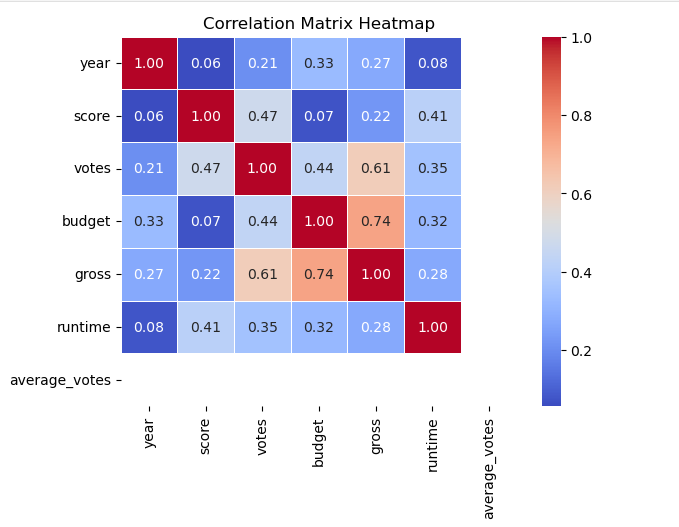 Correlation Matrix Heatmap
year 1.00 0.06 0.21 0.33 0.27 0.08
score 0.06 1.00 0.47 0.07 0.22 0.41
votes 0.21 0.47 1.00 0.44 0.61 0.35
budget 0.33 0.07 0.44 1.00 0.74 0.32
gross 0.27 0.22 0.61 0.74 1.00 0.28
runtime 0.08 0.41 0.35 0.32 0.28 1.00
average_votes
year score votes budget gross runtime average_votes
1.0
0.8
0.6
0.4
0.2